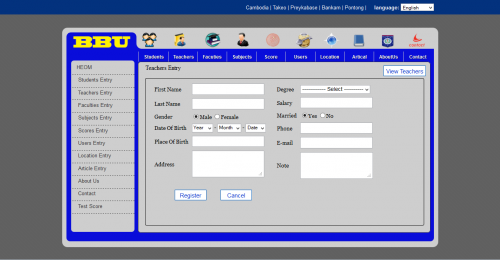 Cambodia | Takeo | Preykabase | Bankam | Pontong | language: English
BBU
Students Teachers Faculties Subjects Score Users Location Artical AboutUs Contact
HEOM
Students Entry
Teachers Entry
Faculties Entry
Subjects Entry
Scores Entry
Users Entry
Location Entry
Article Entry
About Us
Contact
Test Score
Teachers Entry
View Teachers
First Name Degree ---------------- Select ----------------
Last Name Salary
Gender Male Female Married Yes No
Date Of Birth Year - Month - Date Phone
Place Of Birth E-mail
Address Note
Register Cancel